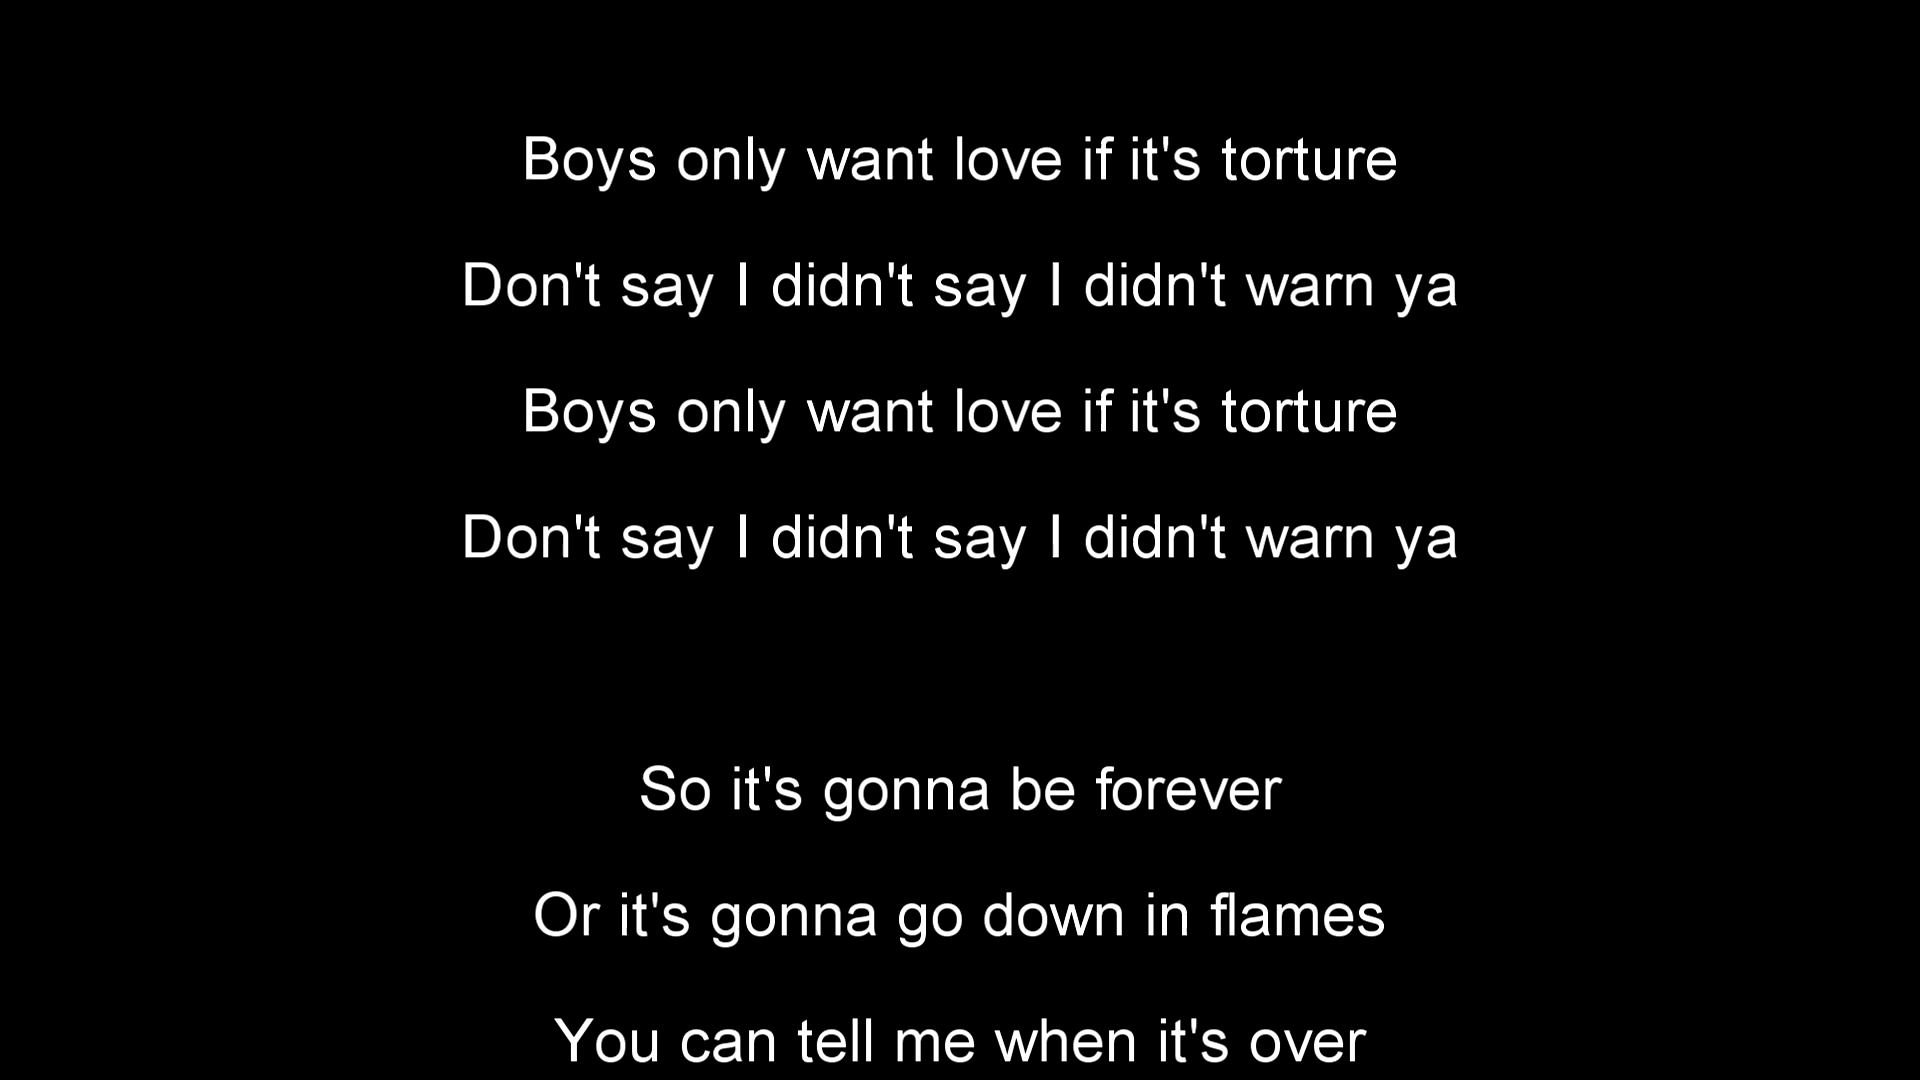 Boys only want love if it's torture
Don't say I didn't say I didn't warn ya
Boys only want love if it's torture
Don't say I didn't say I didn't warn ya
So it's gonna be forever
Or it's gonna go down in flames
You can tell me when it's over